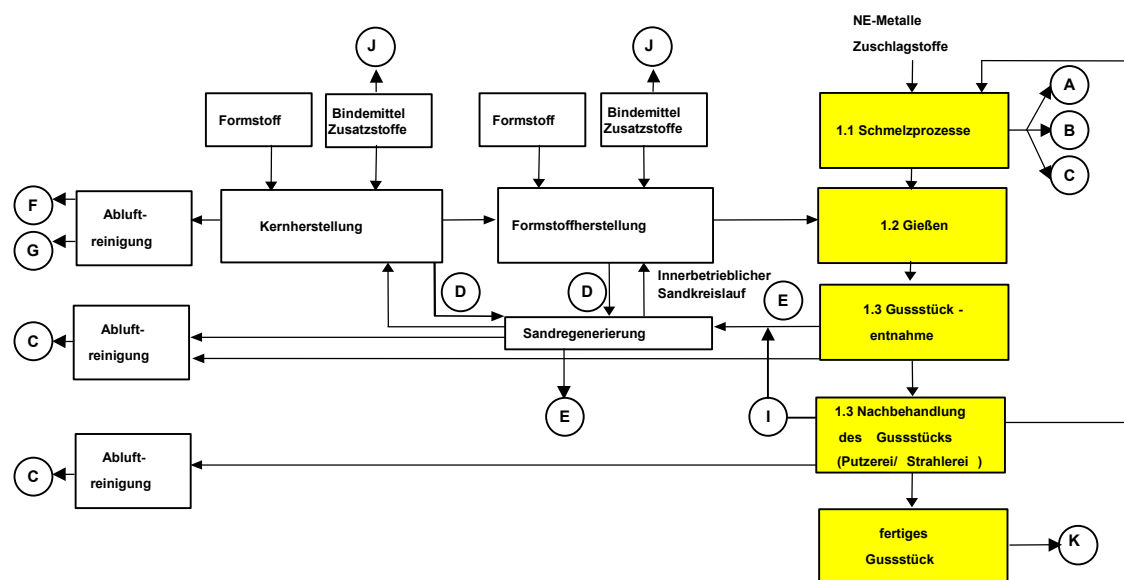 NE-Metalle
Zuschlagstoffe
J
J
A
Formstoff
Bindemittel
Zusatzstoffe
Formstoff
Bindemittel
Zusatzstoffe
1.1 Schmelzprozesse
B
C
F
Abluft-
reinigung
G
Kernherstellung
Formstoffherstellung
1.2 Gießen
D
D
Innerbetrieblicher
Sandkreislauf
E
1.3 Gussstück -
entnahme
C
Abluft-
reinigung
Sandregenerierung
E
I
1.3 Nachbehandlung
des Gussstücks
(Putzerei/ Strahlerei )
C
Abluft-
reinigung
fertiges
Gussstück
K